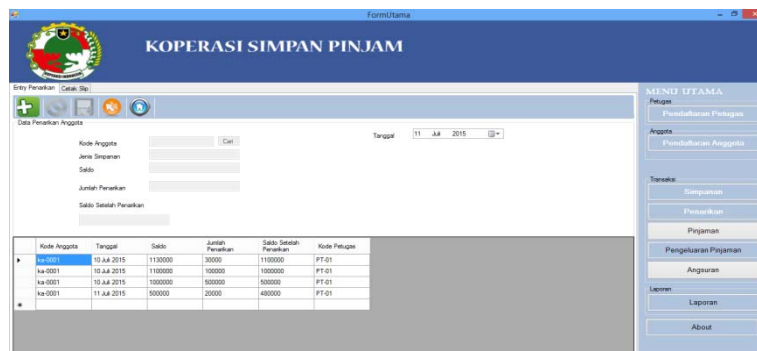 FormUtama
KOPERASI SIMPAN PINJAM
Entry Penarikan Cetak Slip
Data Penarikan Anggota
Kode Anggota Cari
Tanggal 11 Juli 2015
Jenis Simpanan
Saldo
Jumlah Penarikan
Saldo Setelah Penarikan
Kode Anggota Tanggal Saldo Jumlah Penarikan Saldo Setelah Penarikan Kode Petugas
ka-0001 10 Juli 2015 1130000 30000 1100000 PT-01
ka-0001 10 Juli 2015 1100000 100000 1000000 PT-01
ka-0001 10 Juli 2015 1000000 500000 500000 PT-01
ka-0001 11 Juli 2015 500000 20000 480000 PT-01
MENU UTAMA
Petugas
Pendaftaran Petugas
Anggota
Pendaftaran Anggota
Transaksi
Simpanan
Penarikan
Pinjaman
Pengeluaran Pinjaman
Angsuran
Laporan
Laporan
About